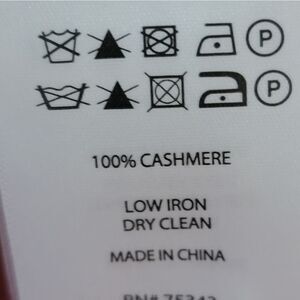 P
P
100% CASHMERE
LOW IRON
DRY CLEAN
MADE IN CHINA